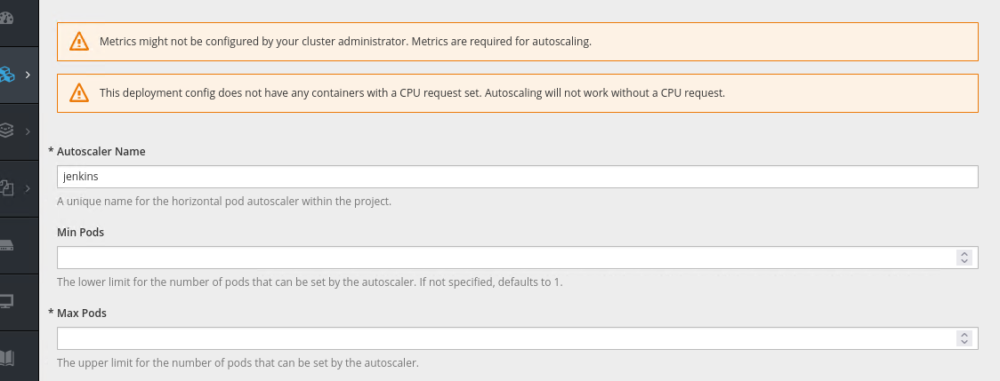 Metrics might not be configured by your cluster administrator. Metrics are required for autoscaling.
This deployment config does not have any containers with a CPU request set. Autoscaling will not work without a CPU request.
* Autoscaler Name
jenkins
A unique name for the horizontal pod autoscaler within the project.
Min Pods
The lower limit for the number of pods that can be set by the autoscaler. If not specified, defaults to 1.
* Max Pods
The upper limit for the number of pods that can be set by the autoscaler.